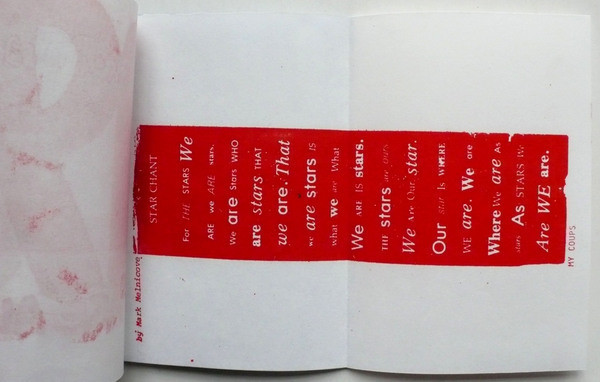 STAR CHANT
For THE STARS We
ARE we ARE stars.
We are Stars WHO
are stars THAT
we are. That
we are stars IS
what we are What
We ARE IS stars.
THE stars are ours
We Are Our star.
Our star Is WHERE
WE are. We are
Where We are As
stars As STARS We
Are WE are.
by Mark Melnicove
MY COUPS